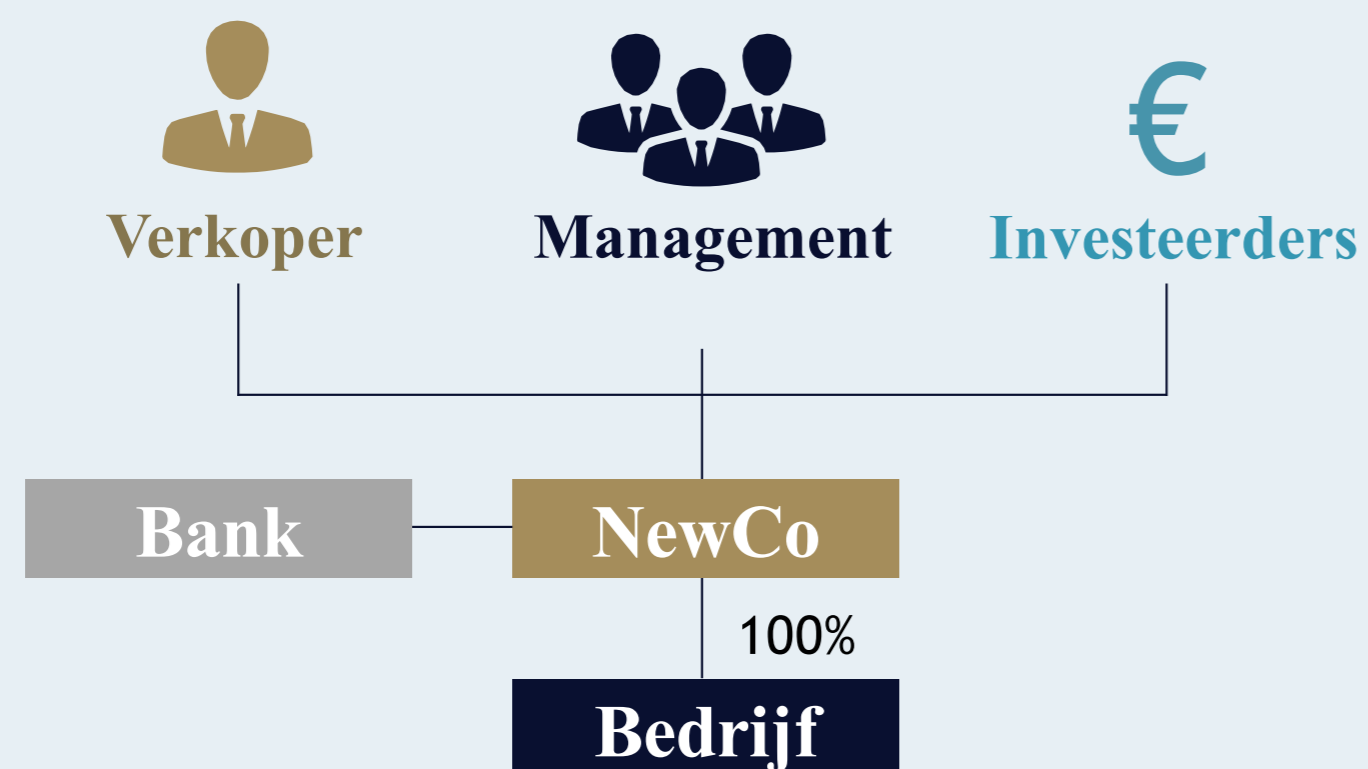 €
Verkoper
Management
Investeerders
Bank
NewCo
100%
Bedrijf